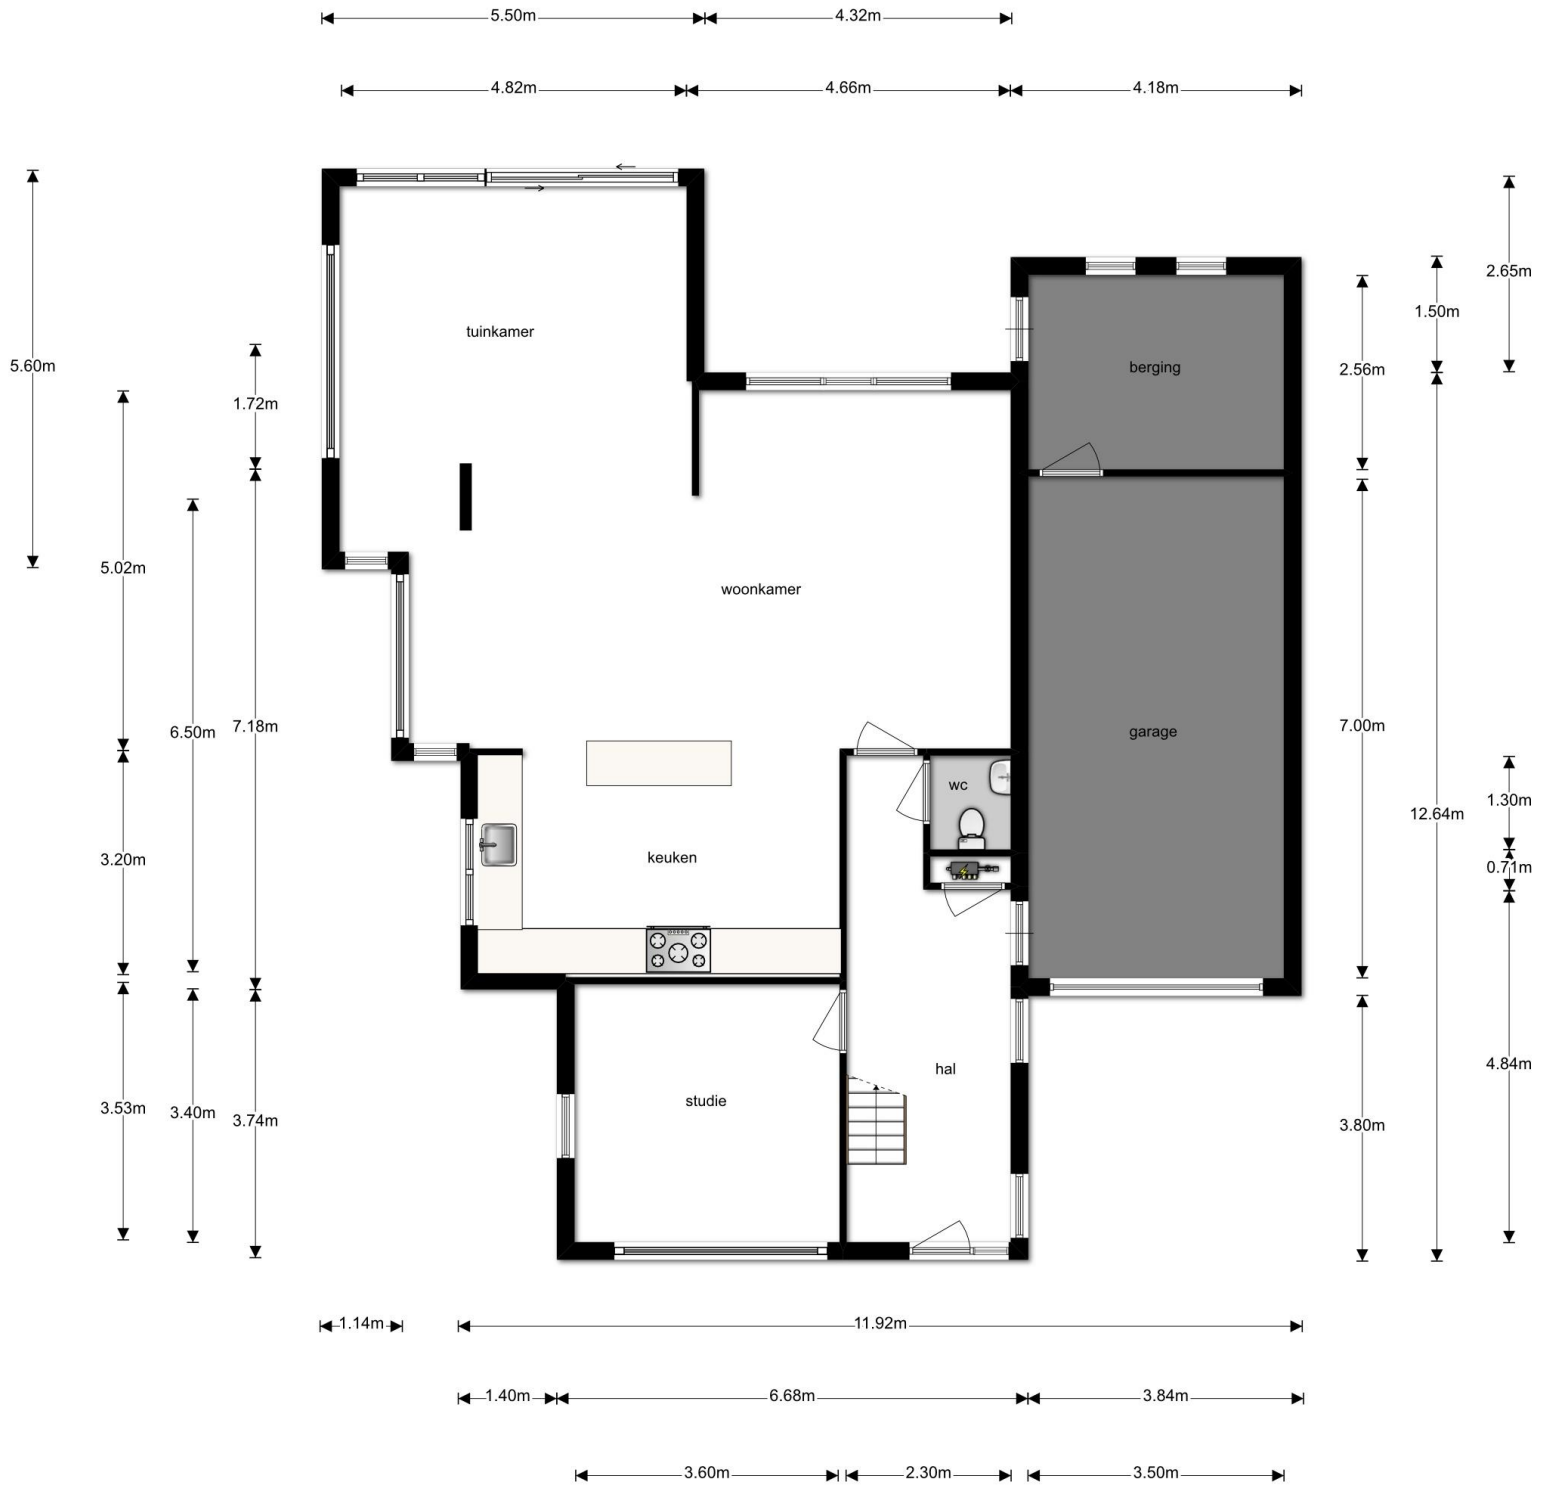 5.50m 4.32m
4.82m 4.66m 4.18m
2.65m
1.50m
tuinkamer
5.60m
berging
2.56m
1.72m
5.02m
woonkamer
7.18m
6.50m
garage
7.00m
wc
1.30m
12.64m
keuken
3.20m
0.71m
4.84m
hal
studie
3.53m
3.40m
3.74m
3.80m
1.14m 11.92m
1.40m 6.68m 3.84m
3.60m 2.30m 3.50m